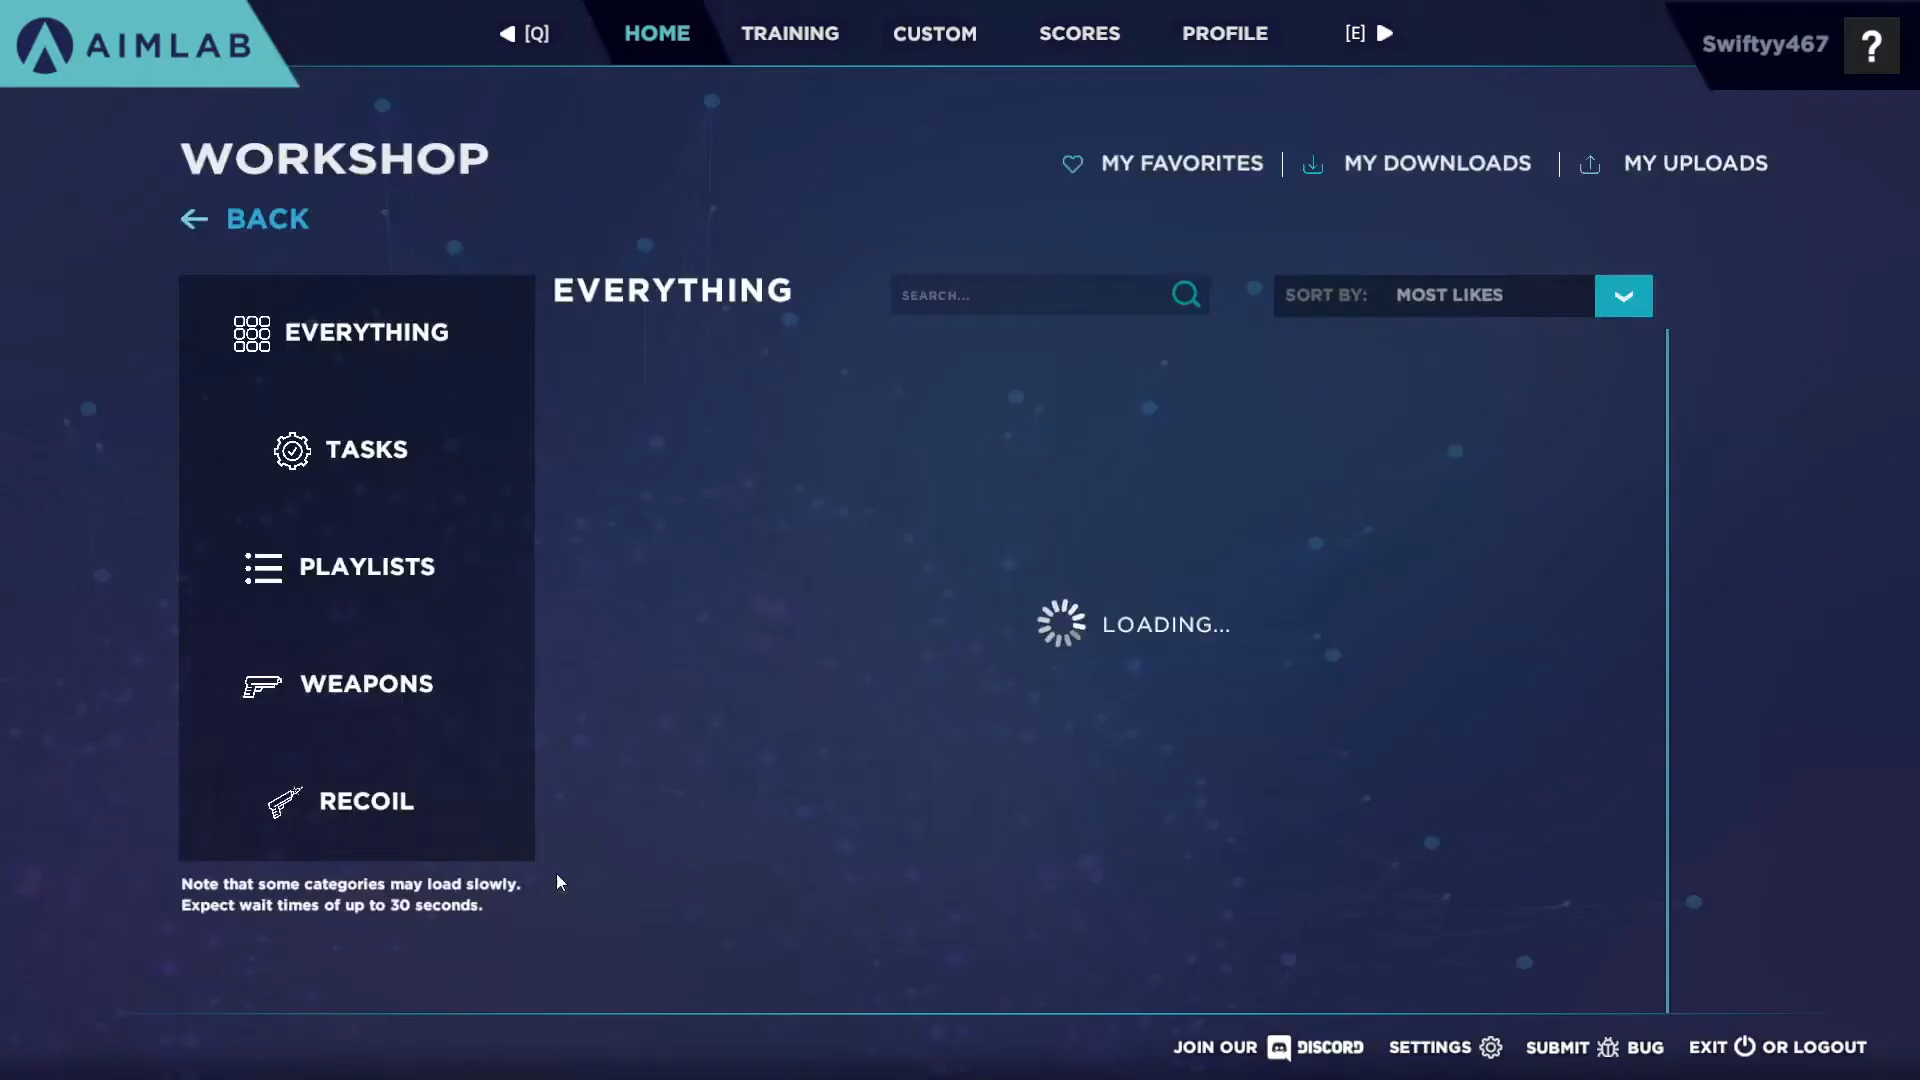 AIMLAB
[Q]
HOME
TRAINING
CUSTOM
SCORES
PROFILE
[E]
Swiftyy467
?
WORKSHOP
MY FAVORITES
MY DOWNLOADS
MY UPLOADS
BACK
EVERYTHING
TASKS
PLAYLISTS
WEAPONS
RECOIL
EVERYTHING
SEARCH...
SORT BY: MOST LIKES
LOADING...
Note that some categories may load slowly.
Expect wait times of up to 30 seconds.
JOIN OUR DISCORD
SETTINGS
SUBMIT BUG
EXIT OR LOGOUT